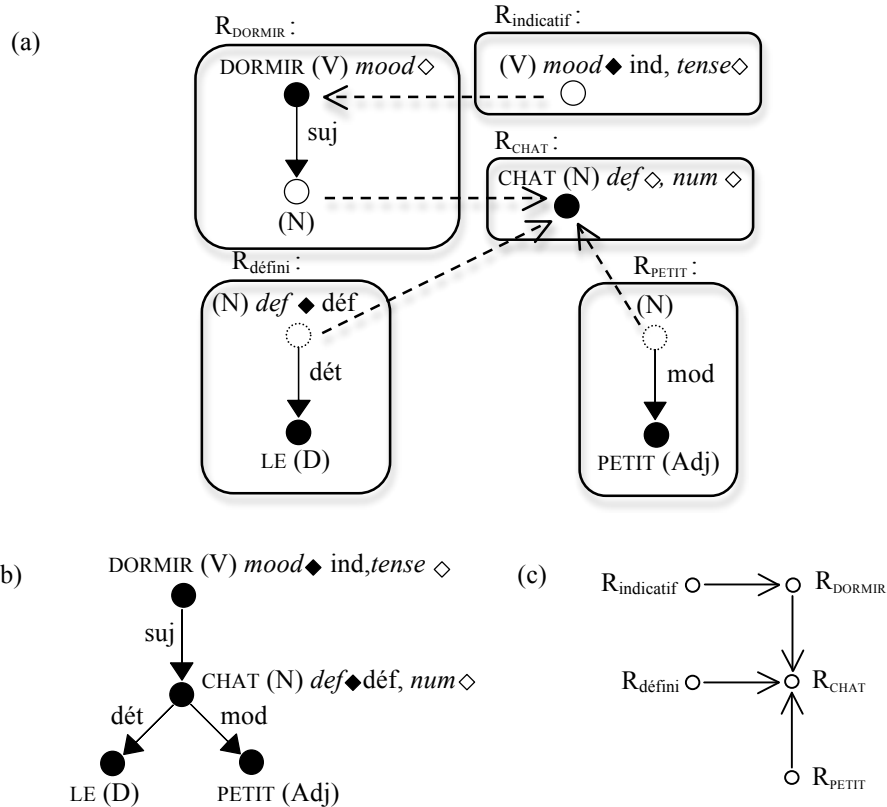 (a)
R_DORMIR :
DORMIR (V) mood ◇
suj
(N)
R_indicatif :
(V) mood ◆ ind, tense ◇
R_CHAT :
CHAT (N) def ◇, num ◇
R_défini :
(N) def ◆ déf
dét
LE (D)
R_PETIT :
(N)
mod
PETIT (Adj)
b)
DORMIR (V) mood ◆ ind,tense ◇
suj
CHAT (N) def ◆ déf, num ◇
dét
mod
LE (D)
PETIT (Adj)
(c)
R_indicatif
R_DORMIR
R_défini
R_CHAT
R_PETIT